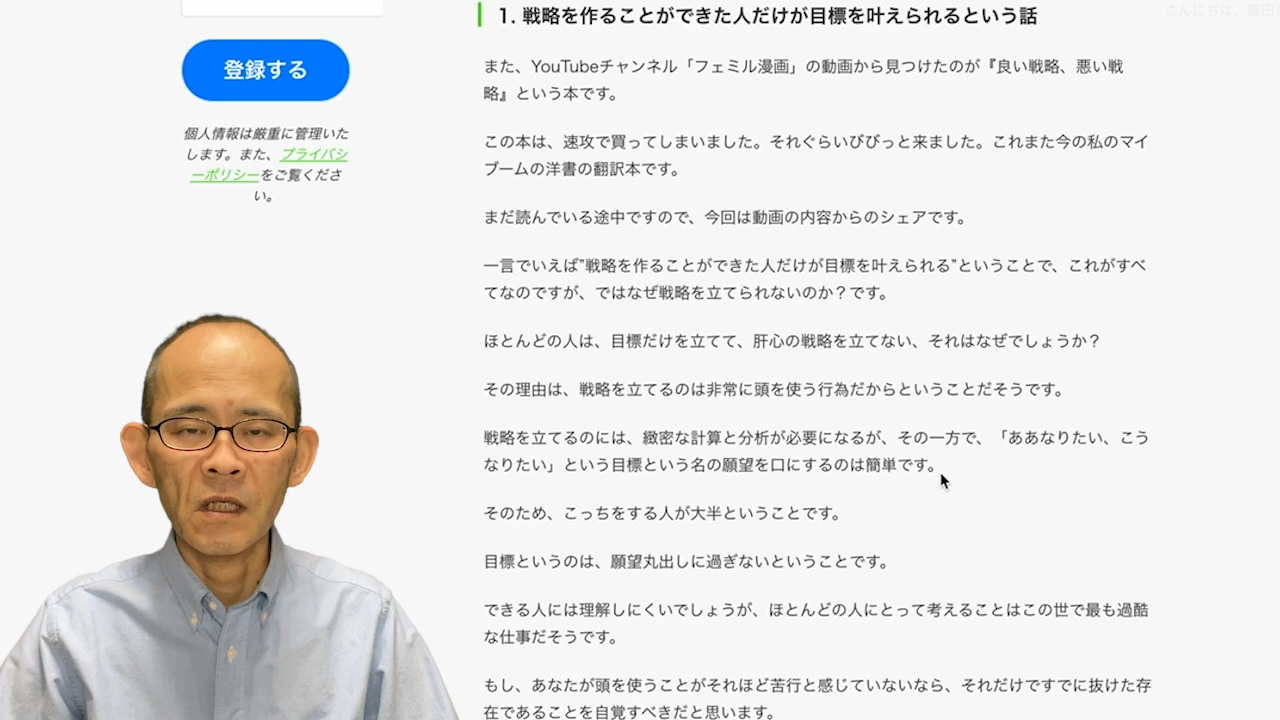 登録する
個人情報は厳重に管理いた
します。また、プライバシ
ーポリシーをご覧くださ
い。
1. 戦略を作ることができた人だけが目標を叶えられるという話
また、YouTubeチャンネル「フェミル漫画」の動画から見つけたのが『良い戦略、悪い戦
略』という本です。
この本は、速攻で買ってしまいました。それぐらいびびっと来ました。これまた今の私のマイ
ブームの洋書の翻訳本です。
まだ読んでいる途中ですので、今回は動画の内容からのシェアです。
一言でいえば”戦略を作ることができた人だけが目標を叶えられる”ということで、これがすべ
てなのですが、ではなぜ戦略を立てられないのか？です。
ほとんどの人は、目標だけを立てて、肝心の戦略を立てない、それはなぜでしょうか？
その理由は、戦略を立てるのは非常に頭を使う行為だからということだそうです。
戦略を立てるのには、緻密な計算と分析が必要になるが、その一方で、「ああなりたい、こう
なりたい」という目標という名の願望を口にするのは簡単です。
そのため、こっちをする人が大半ということです。
目標というのは、願望丸出しに過ぎないということです。
できる人には理解しにくいでしょうが、ほとんどの人にとって考えることはこの世で最も過酷
な仕事だそうです。
もし、あなたが頭を使うことがそれほど苦行と感じていないなら、それだけですでに抜けた存
在であることを自覚すべきだと思います。
こんにちは、